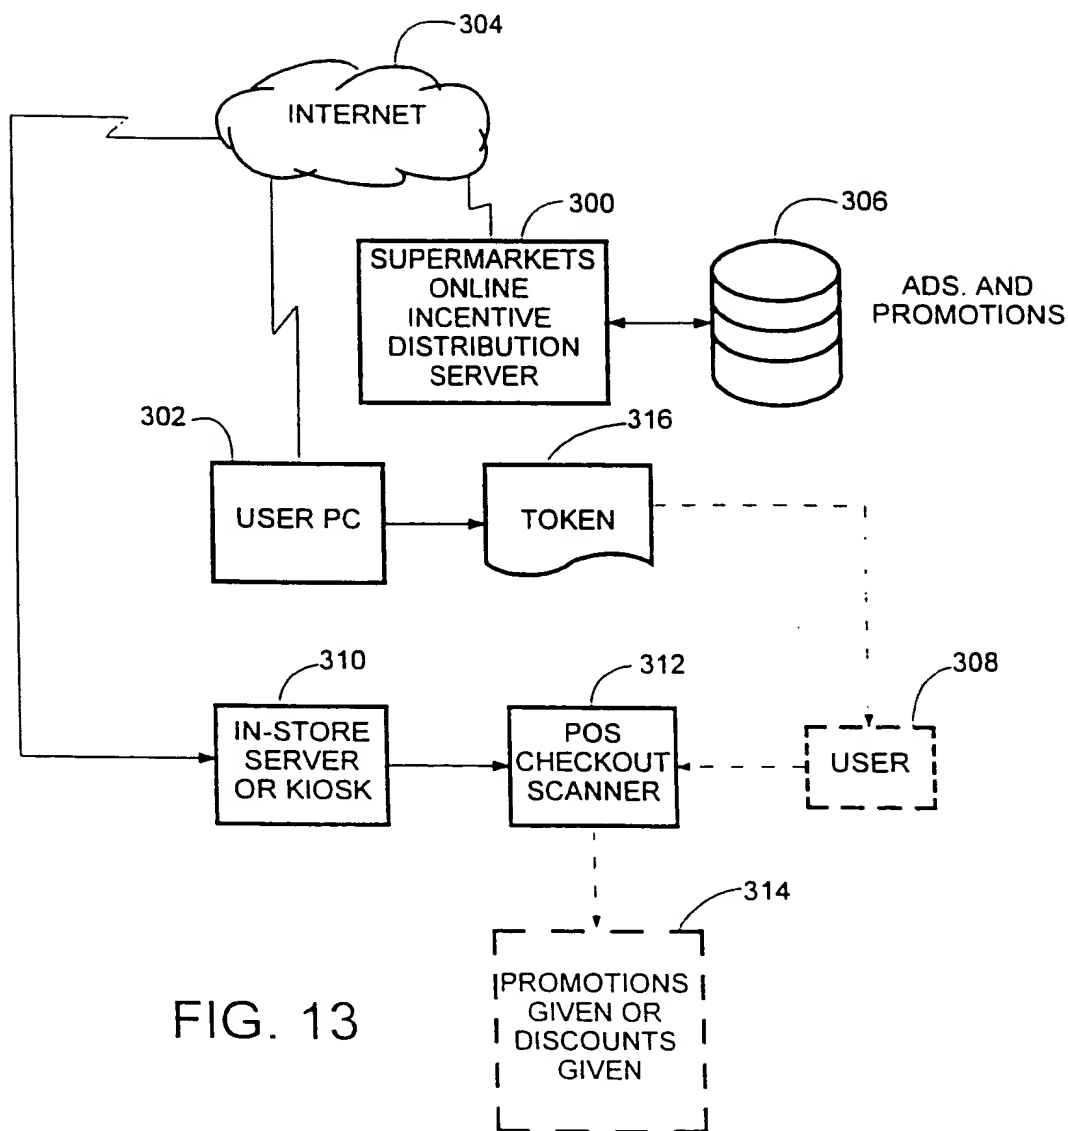 304
INTERNET
300
306
SUPERMARKETS
ONLINE
INCENTIVE
DISTRIBUTION
SERVER
ADS. AND
PROMOTIONS
302
316
USER PC
TOKEN
310
312
308
IN-STORE
SERVER
OR KIOSK
POS
CHECKOUT
SCANNER
USER
314
PROMOTIONS
GIVEN OR
DISCOUNTS
GIVEN
FIG. 13